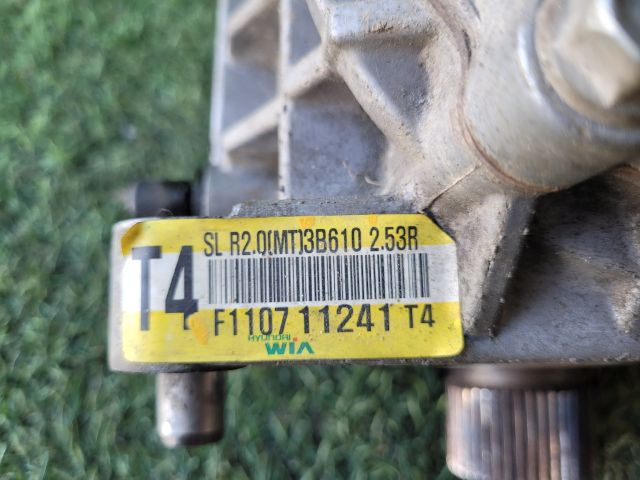 T4
SL R2.0(MT)3B610 2.53R
F1107 11241 T4
HYUNDAI
WIA